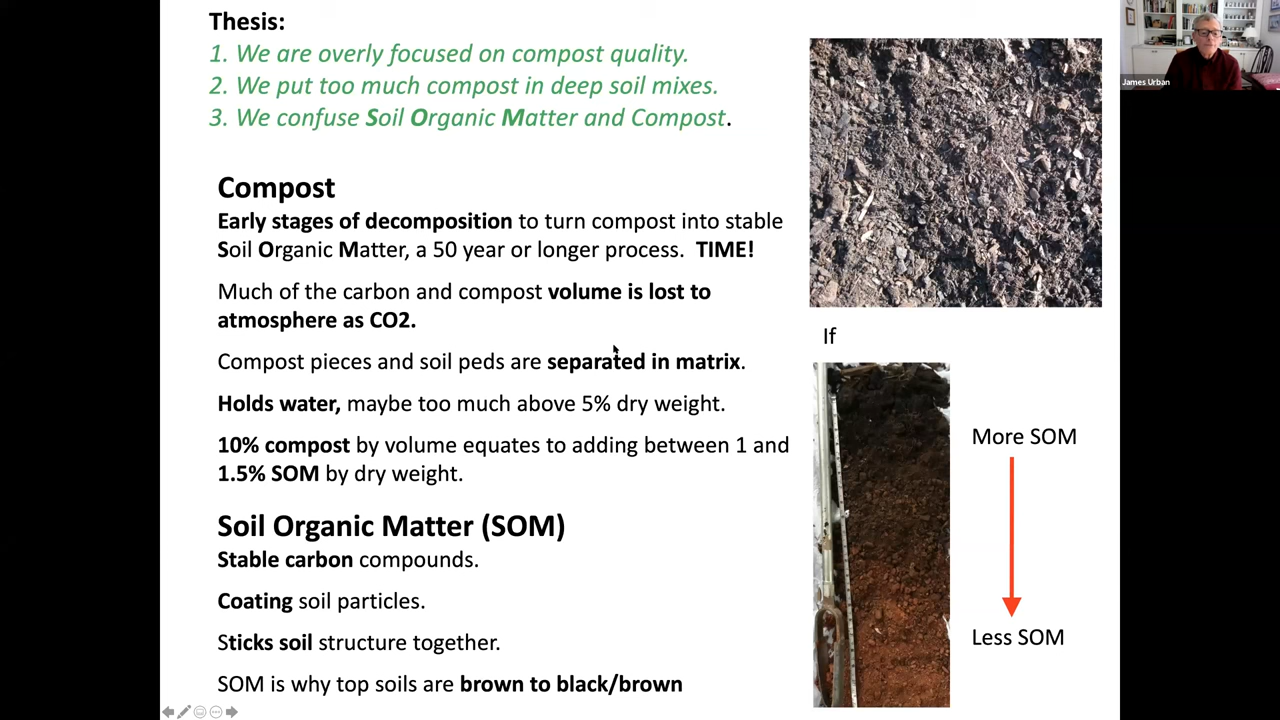 Thesis:
1. We are overly focused on compost quality.
2. We put too much compost in deep soil mixes.
3. We confuse Soil Organic Matter and Compost.
Compost
Early stages of decomposition to turn compost into stable
Soil Organic Matter, a 50 year or longer process. TIME!
Much of the carbon and compost volume is lost to
atmosphere as CO2.
Compost pieces and soil peds are separated in matrix.
Holds water, maybe too much above 5% dry weight.
10% compost by volume equates to adding between 1 and
1.5% SOM by dry weight.
Soil Organic Matter (SOM)
Stable carbon compounds.
Coating soil particles.
Sticks soil structure together.
SOM is why top soils are brown to black/brown
If
More SOM
Less SOM
James Urban